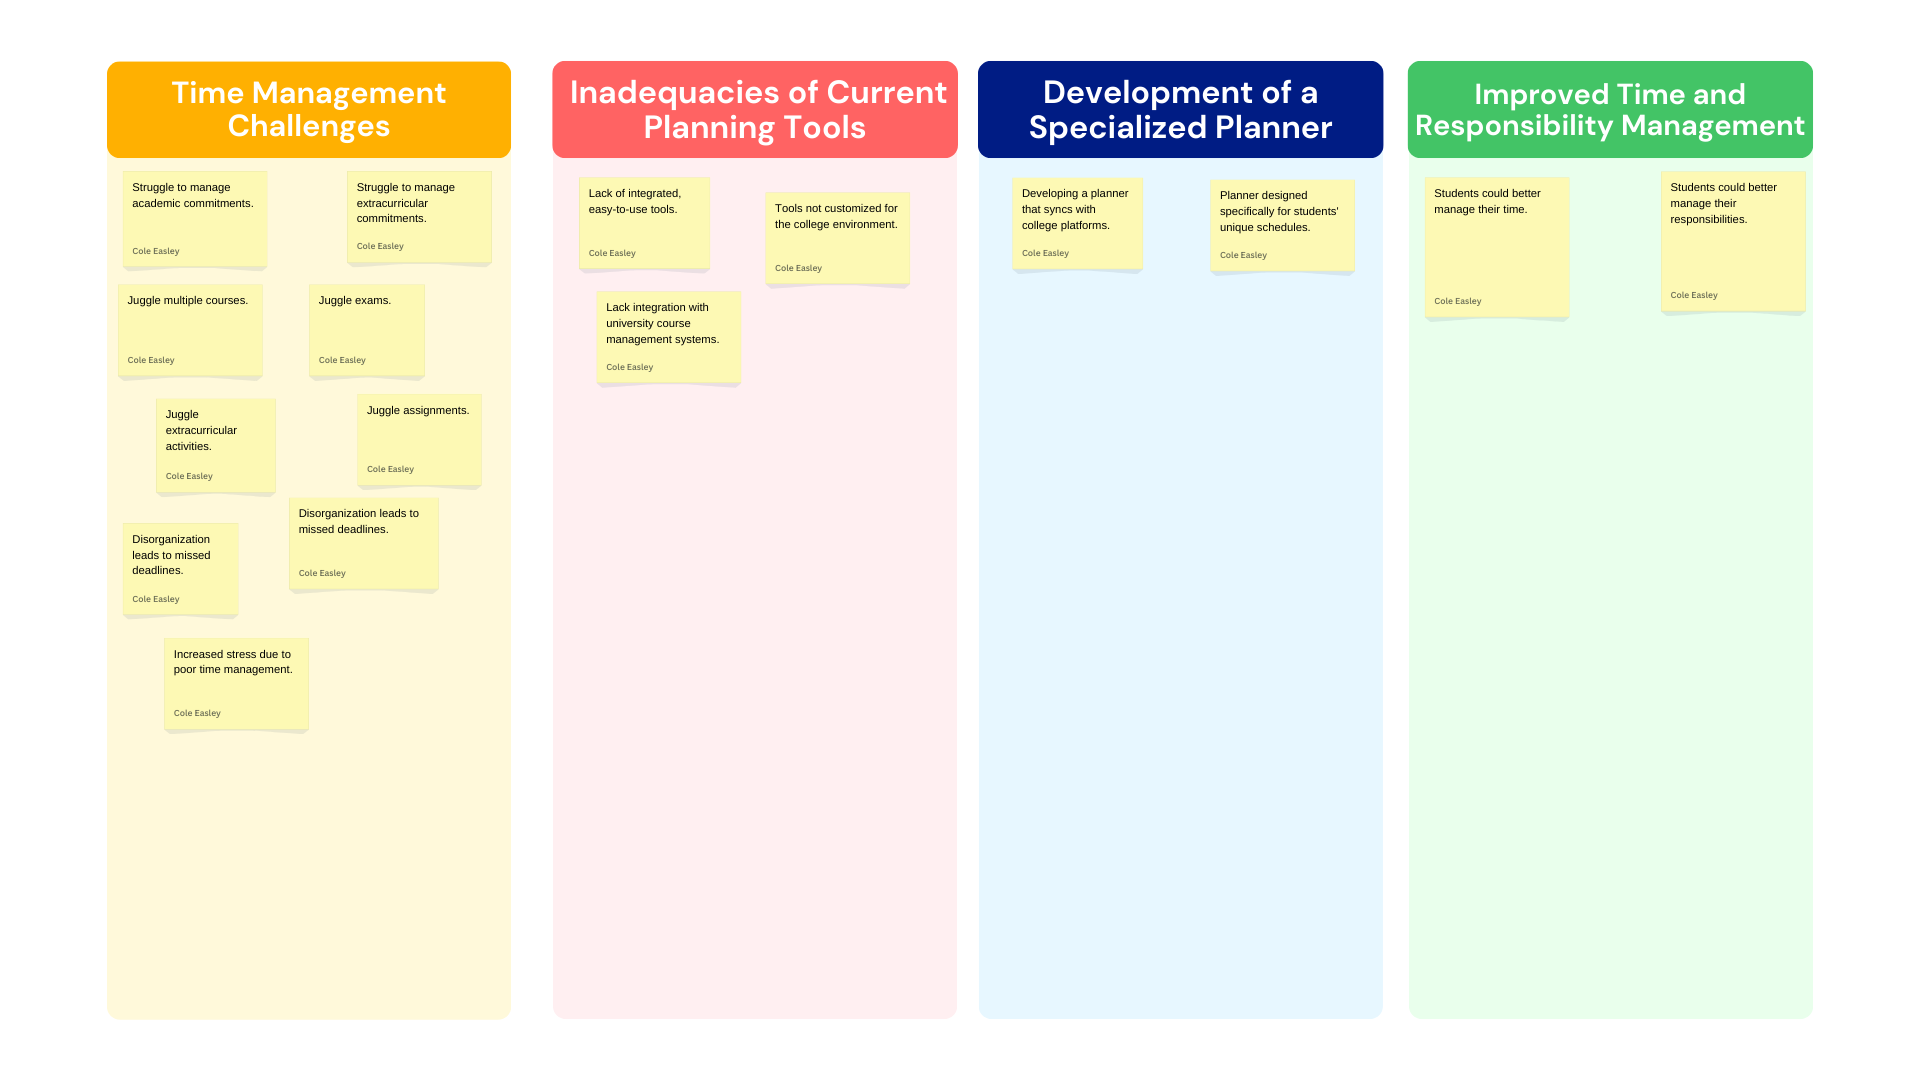 Time Management
Challenges
Struggle to manage
academic commitments.
Cole Easley
Struggle to manage
extracurricular
commitments.
Cole Easley
Juggle multiple courses.
Cole Easley
Juggle exams.
Cole Easley
Juggle
extracurricular
activities.
Cole Easley
Juggle assignments.
Cole Easley
Disorganization
leads to missed
deadlines.
Cole Easley
Disorganization leads to
missed deadlines.
Cole Easley
Increased stress due to
poor time management.
Cole Easley
Inadequacies of Current
Planning Tools
Lack of integrated,
easy-to-use tools.
Cole Easley
Tools not customized for
the college environment.
Cole Easley
Lack integration with
university course
management systems.
Cole Easley
Development of a
Specialized Planner
Developing a planner
that syncs with
college platforms.
Cole Easley
Planner designed
specifically for students'
unique schedules.
Cole Easley
Improved Time and
Responsibility Management
Students could better
manage their time.
Cole Easley
Students could better
manage their
responsibilities.
Cole Easley